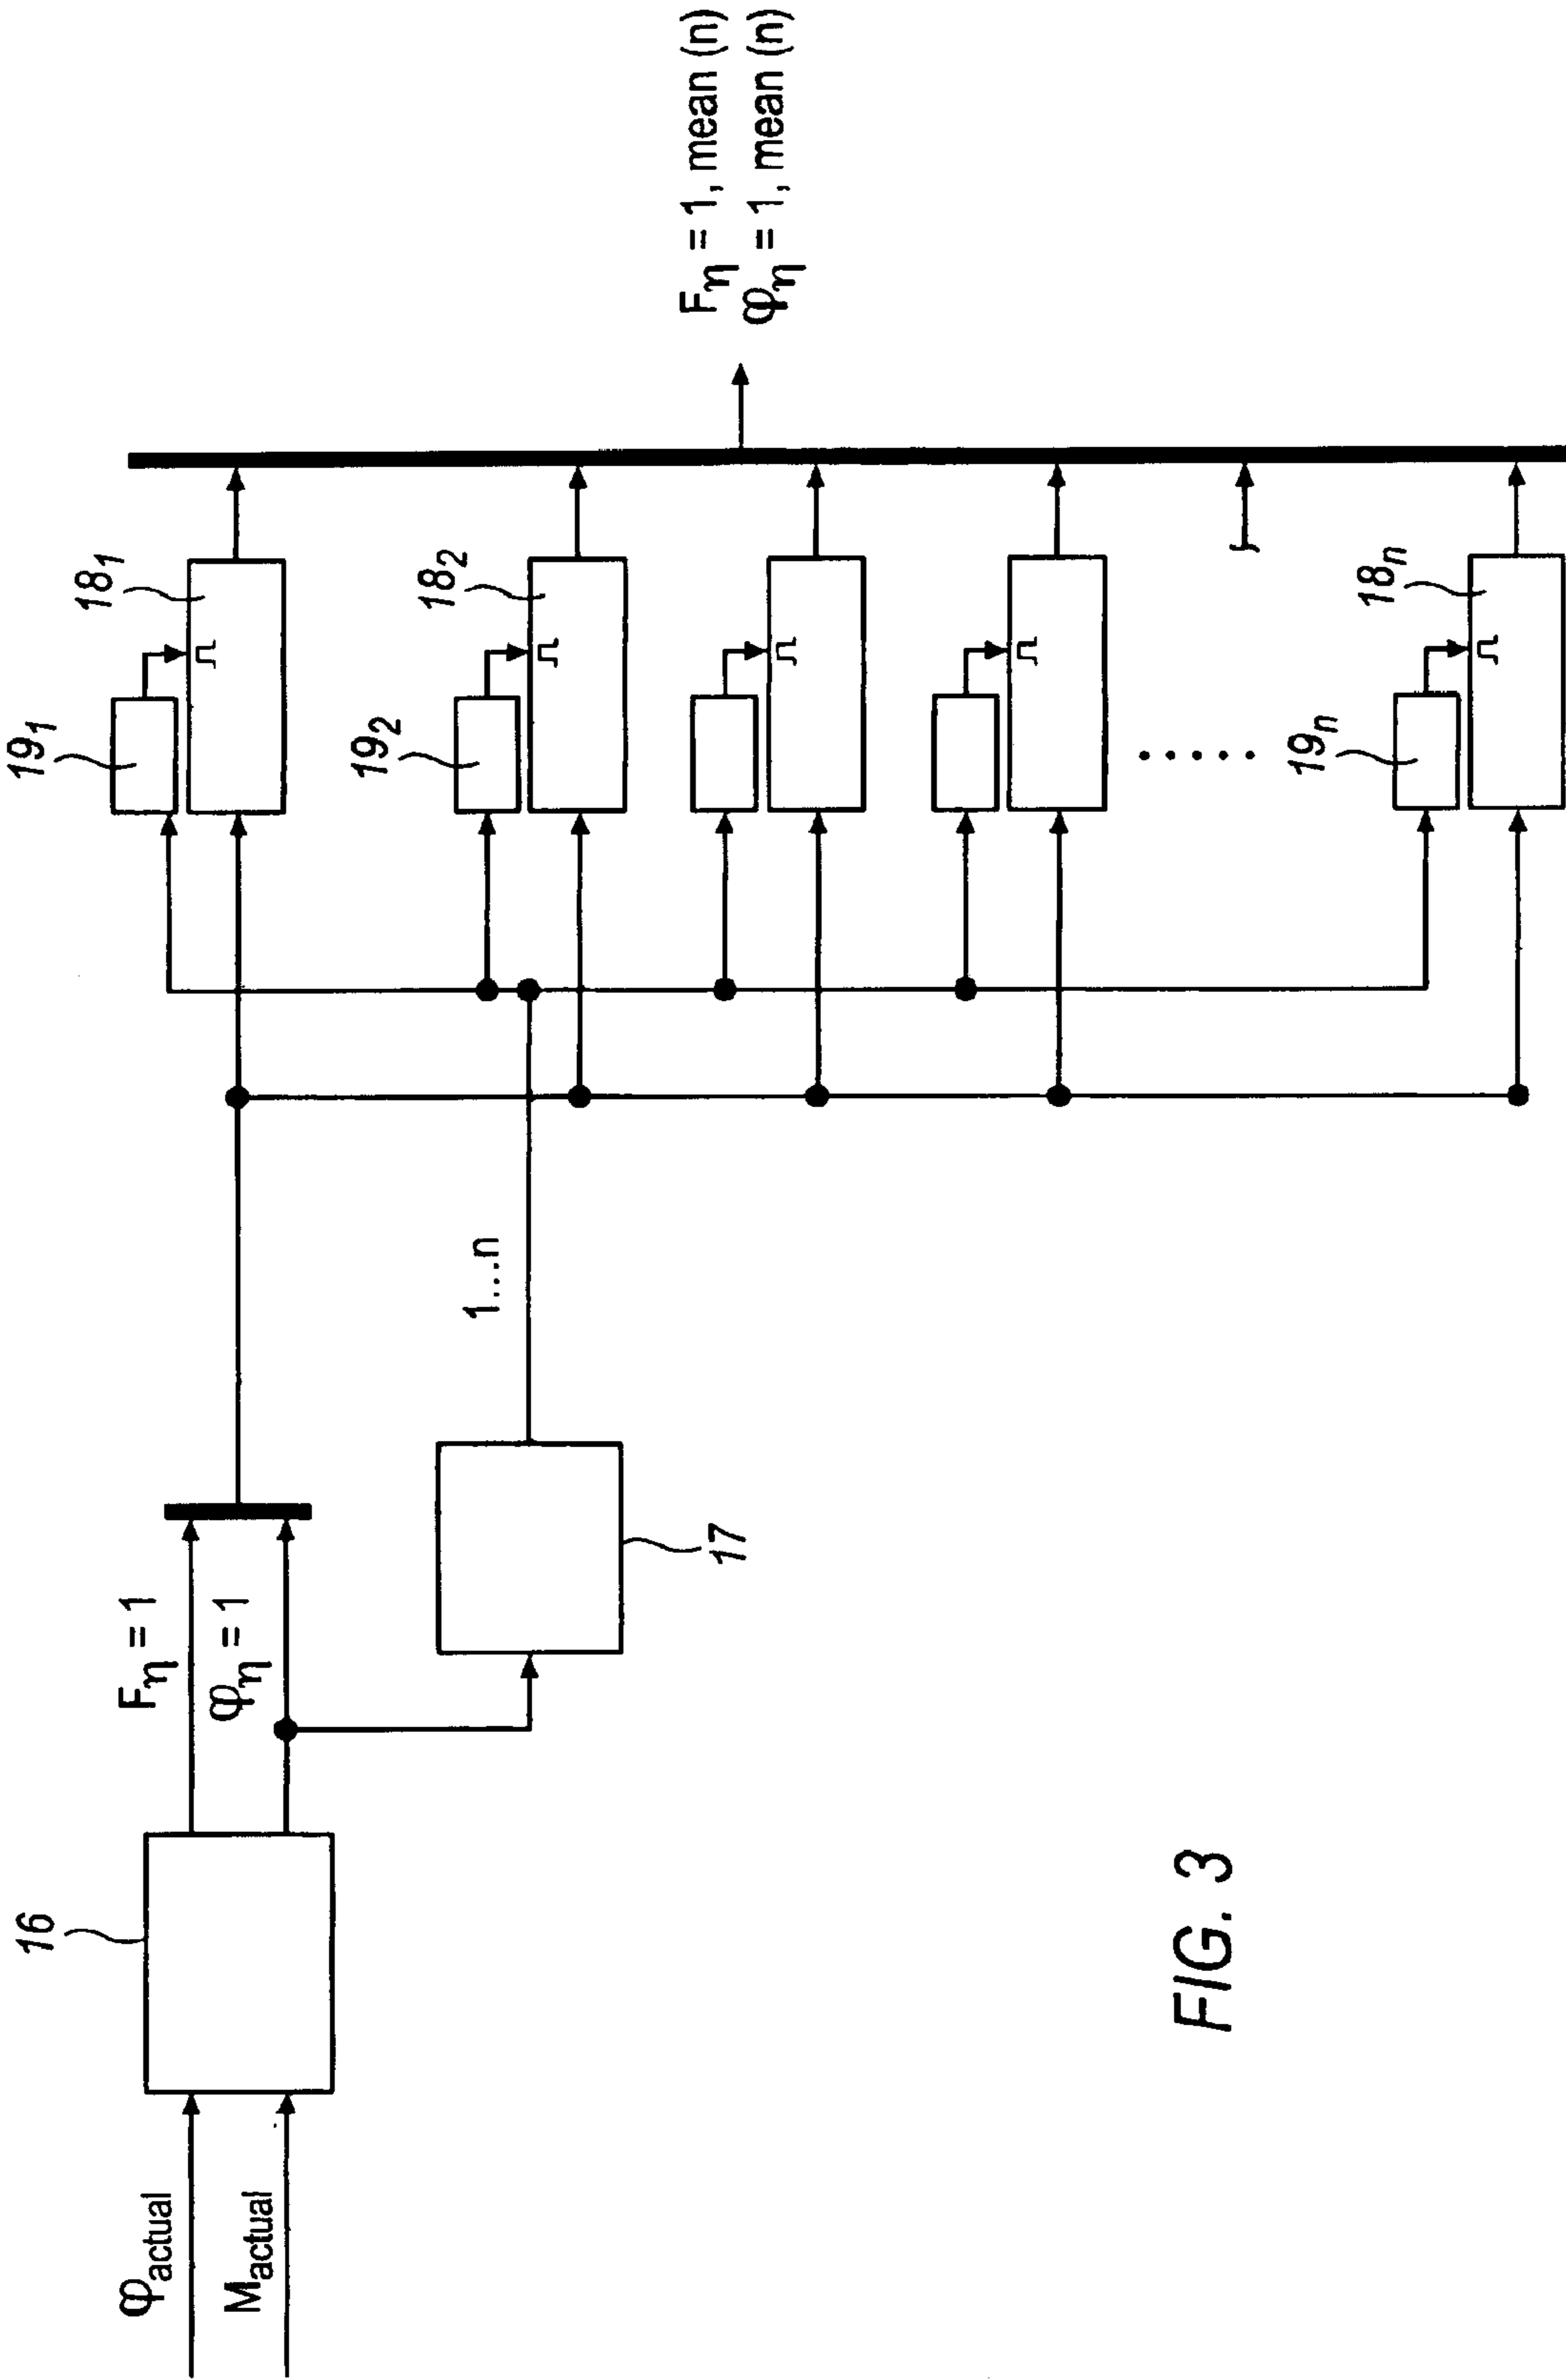 φactual
Mactual
16
Fη = 1
φη = 1
17
1...n
19₁
18₁
19₂
18₂
19n
18n
Fη = 1, mean (n)
φη = 1, mean (n)
FIG. 3